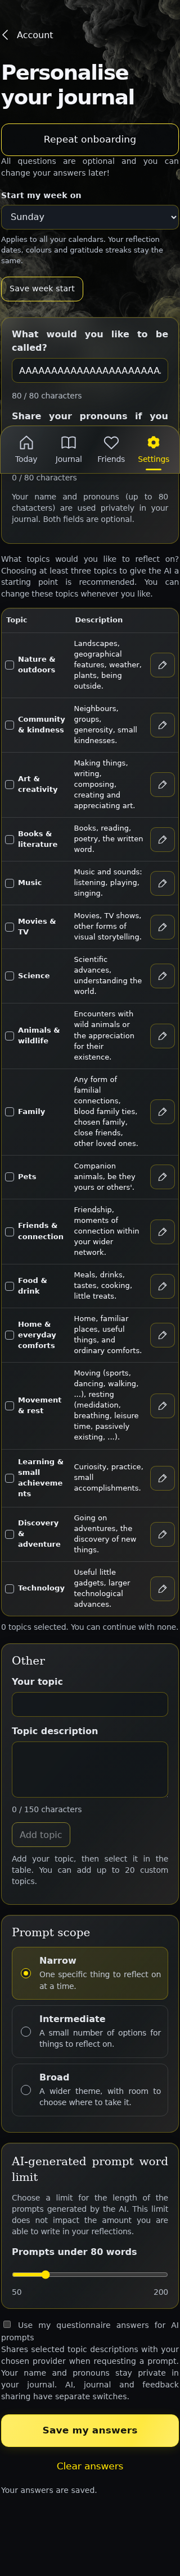 Account
Personalise
your journal
Repeat onboarding
All questions are optional and you can
change your answers later!
Start my week on
Sunday
Applies to all your calendars. Your reflection
dates, colours and gratitude streaks stay the
same.
Save week start
What would you like to be
called?
AAAAAAAAAAAAAAAAAAAAAA
80 / 80 characters
Share your pronouns if you
Today
Journal
Friends
Settings
0 / 80 characters
Your name and pronouns (up to 80
chatacters) are used privately in your
journal. Both fields are optional.
What topics would you like to reflect on?
Choosing at least three topics to give the AI a
starting point is recommended. You can
change these topics whenever you like.
Topic Description
Nature &
outdoors
Landscapes,
geographical
features, weather,
plants, being
outside.
Community
& kindness
Neighbours,
groups,
generosity, small
kindnesses.
Art &
creativity
Making things,
writing,
composing,
creating and
appreciating art.
Books &
literature
Books, reading,
poetry, the written
word.
Music
Music and sounds:
listening, playing,
singing.
Movies &
TV
Movies, TV shows,
other forms of
visual storytelling.
Science
Scientific
advances,
understanding the
world.
Animals &
wildlife
Encounters with
wild animals or
the appreciation
for their
existence.
Family
Any form of
familial
connections,
blood family ties,
chosen family,
close friends,
other loved ones.
Pets
Companion
animals, be they
yours or others'.
Friends &
connection
Friendship,
moments of
connection within
your wider
network.
Food &
drink
Meals, drinks,
tastes, cooking,
little treats.
Home &
everyday
comforts
Home, familiar
places, useful
things, and
ordinary comforts.
Movement
& rest
Moving (sports,
dancing, walking,
...), resting
(medidation,
breathing, leisure
time, passively
existing, ...).
Learning &
small
achieveme
nts
Curiosity, practice,
small
accomplishments.
Discovery
&
adventure
Going on
adventures, the
discovery of new
things.
Technology
Useful little
gadgets, larger
technological
advances.
0 topics selected. You can continue with none.
Other
Your topic
Topic description
0 / 150 characters
Add topic
Add your topic, then select it in the
table. You can add up to 20 custom
topics.
Prompt scope
Narrow
One specific thing to reflect on
at a time.
Intermediate
A small number of options for
things to reflect on.
Broad
A wider theme, with room to
choose where to take it.
AI-generated prompt word
limit
Choose a limit for the length of the
prompts generated by the AI. This limit
does not impact the amount you are
able to write in your reflections.
Prompts under 80 words
50 200
Use my questionnaire answers for AI
prompts
Shares selected topic descriptions with your
chosen provider when requesting a prompt.
Your name and pronouns stay private in
your journal. AI, journal and feedback
sharing have separate switches.
Save my answers
Clear answers
Your answers are saved.